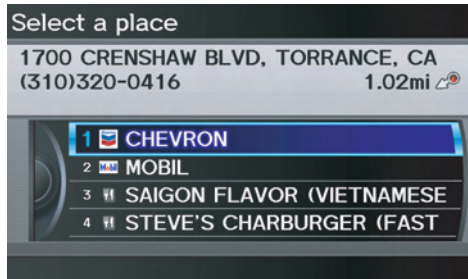 Select a place
1700 CRENSHAW BLVD, TORRANCE, CA
(310)320-0416 1.02mi
1 CHEVRON
2 Mobil MOBIL
3 SAIGON FLAVOR (VIETNAMESE
4 STEVE'S CHARBURGER (FAST